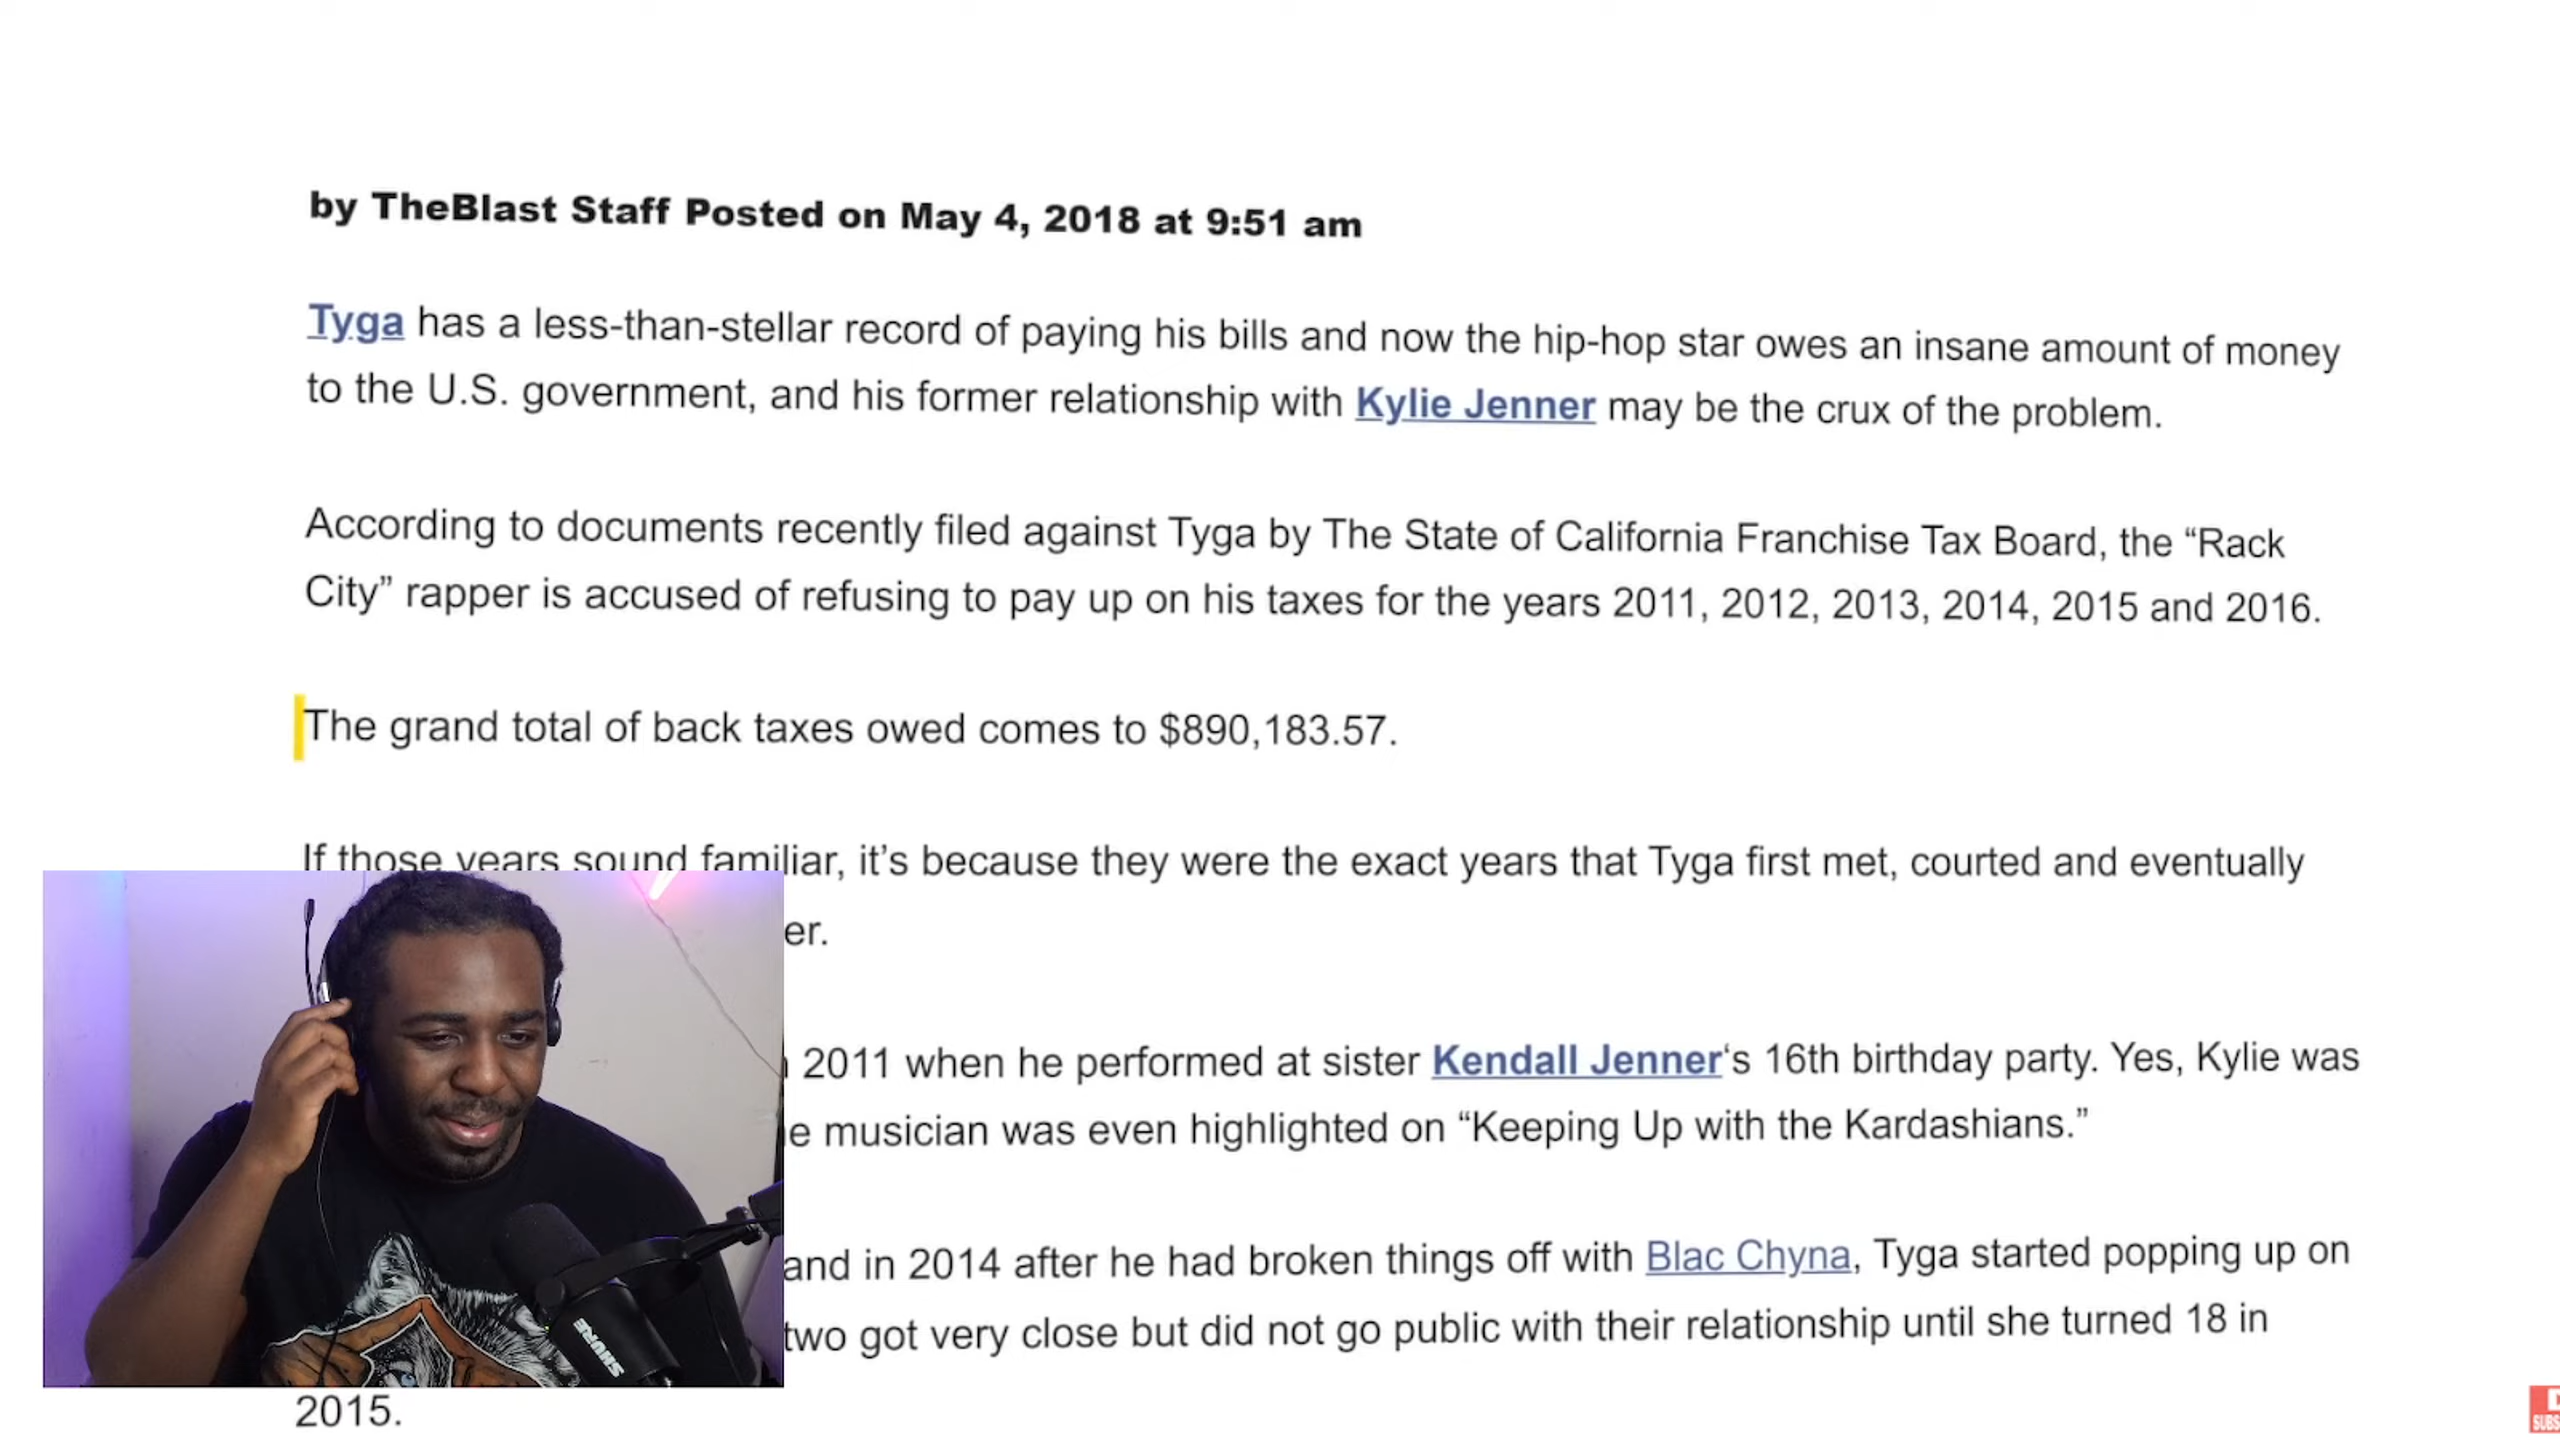 by TheBlast Staff Posted on May 4, 2018 at 9:51 am
Tyga has a less-than-stellar record of paying his bills and now the hip-hop star owes an insane amount of money
to the U.S. government, and his former relationship with Kylie Jenner may be the crux of the problem.
According to documents recently filed against Tyga by The State of California Franchise Tax Board, the “Rack
City” rapper is accused of refusing to pay up on his taxes for the years 2011, 2012, 2013, 2014, 2015 and 2016.
The grand total of back taxes owed comes to $890,183.57.
If those years sound familiar, it’s because they were the exact years that Tyga first met, courted and eventually
er.
2011 when he performed at sister Kendall Jenner‘s 16th birthday party. Yes, Kylie was
e musician was even highlighted on “Keeping Up with the Kardashians.”
and in 2014 after he had broken things off with Blac Chyna, Tyga started popping up on
two got very close but did not go public with their relationship until she turned 18 in
2015.
SHURE
SUBS